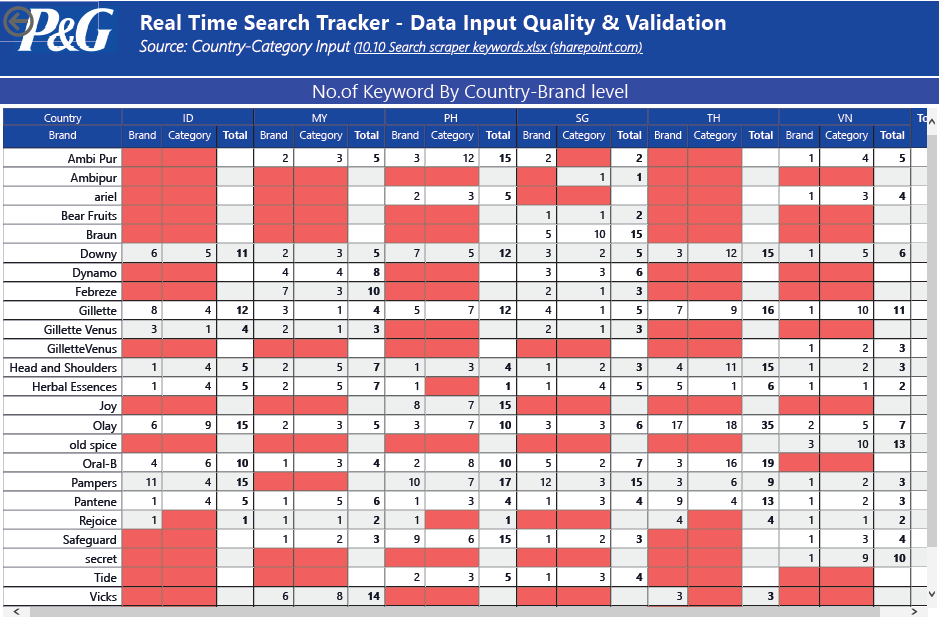 P&G
Real Time Search Tracker - Data Input Quality & Validation
Source: Country-Category Input (10.10 Search scraper keywords.xlsx (sharepoint.com)
No.of Keyword By Country-Brand level
Country ID MY PH SG TH VN To
Brand Brand Category Total Brand Category Total Brand Category Total Brand Category Total Brand Category Total Brand Category Total
Ambi Pur 2 3 5 3 12 15 2 2 1 4 5
Ambipur 1 1
ariel 2 3 5 1 3 4
Bear Fruits 1 1 2
Braun 5 10 15
Downy 6 5 11 2 3 5 7 5 12 3 2 5 3 12 15 1 5 6
Dynamo 4 4 8 3 3 6
Febreze 7 3 10 2 1 3
Gillette 8 4 12 3 1 4 5 7 12 4 1 5 7 9 16 1 10 11
Gillette Venus 3 1 4 2 1 3 2 1 3
GilletteVenus 1 2 3
Head and Shoulders 1 4 5 2 5 7 1 3 4 1 2 3 4 11 15 1 2 3
Herbal Essences 1 4 5 2 5 7 1 1 1 4 5 5 1 6 1 1 2
Joy 8 7 15
Olay 6 9 15 2 3 5 3 7 10 3 3 6 17 18 35 2 5 7
old spice 3 10 13
Oral-B 4 6 10 1 3 4 2 8 10 5 2 7 3 16 19
Pampers 11 4 15 10 7 17 12 3 15 3 6 9 1 2 3
Pantene 1 4 5 1 5 6 1 3 4 1 3 4 9 4 13 1 2 3
Rejoice 1 1 1 1 2 1 1 4 4 1 1 2
Safeguard 1 2 3 9 6 15 1 2 3 1 3 4
secret 1 9 10
Tide 2 3 5 1 3 4
Vicks 6 8 14 3 3